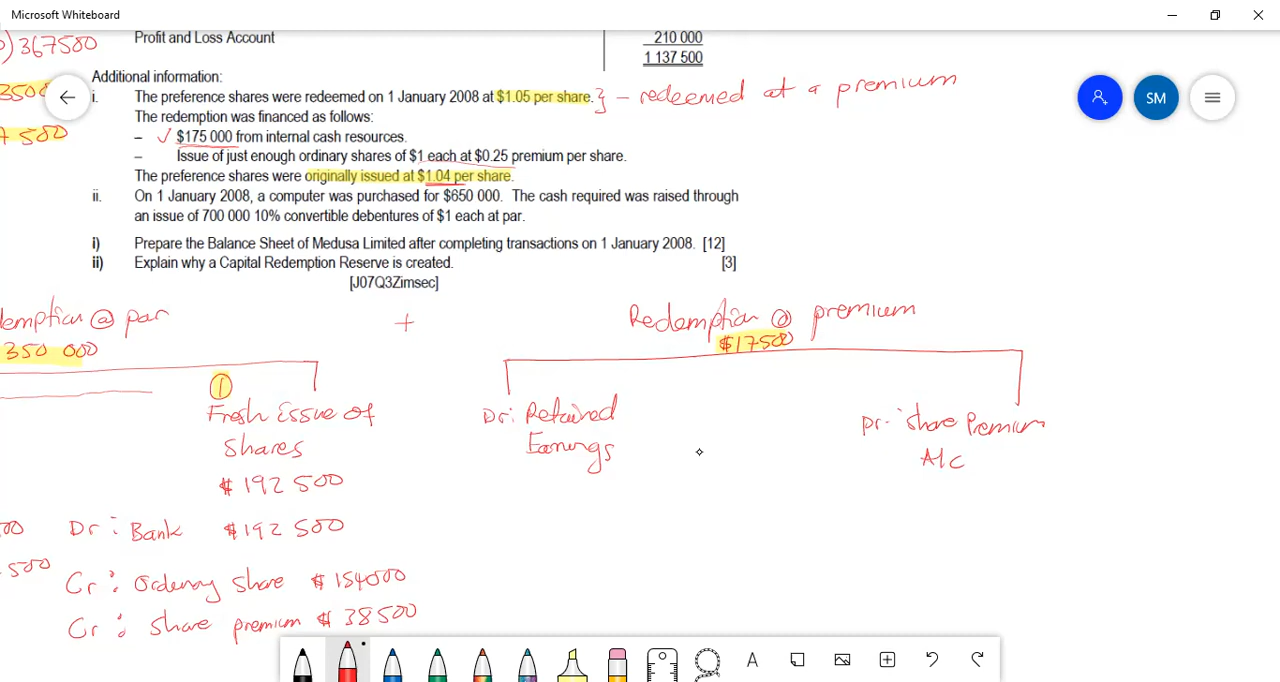 Microsoft Whiteboard
) 367500
Profit and Loss Account 210 000
1 137 500
Additional information:
i. The preference shares were redeemed on 1 January 2008 at $1.05 per share. } - redeemed at a premium
The redemption was financed as follows:
- ✓ $175 000 from internal cash resources.
- Issue of just enough ordinary shares of $1 each at $0.25 premium per share.
The preference shares were originally issued at $1.04 per share.
ii. On 1 January 2008, a computer was purchased for $650 000. The cash required was raised through
an issue of 700 000 10% convertible debentures of $1 each at par.
i) Prepare the Balance Sheet of Medusa Limited after completing transactions on 1 January 2008. [12]
ii) Explain why a Capital Redemption Reserve is created. [3]
[J07Q3Zimsec]
SM
emption @ par + Redemption @ premium
350 000 $17500
1
Fresh issue of
Shares
$ 192 500
Dr: Retained
Earnings
Dr: Share Premium
A/c
Dr: Bank $192 500
Cr: Ordenary share $ 154000
Cr: share premium $ 38500
A